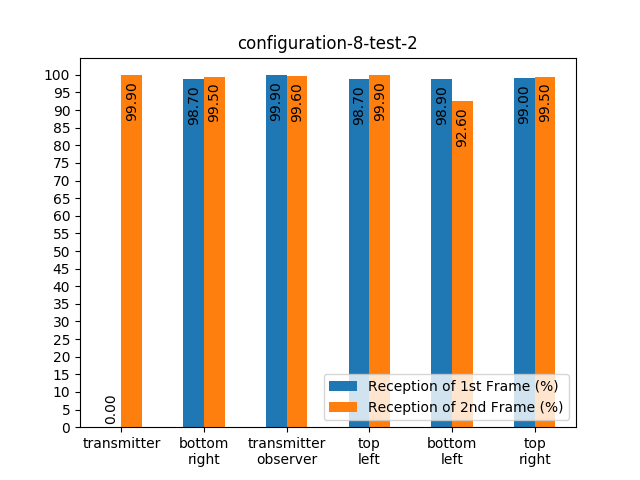 configuration-8-test-2
100
95
90
85
80
75
70
65
60
55
50
45
40
35
30
25
20
15
10
5
0
0.00
99.90
98.70
99.50
99.90
99.60
98.70
99.90
98.90
92.60
99.00
99.50
Reception of 1st Frame (%)
Reception of 2nd Frame (%)
transmitter
bottom
right
transmitter
observer
top
left
bottom
left
top
right